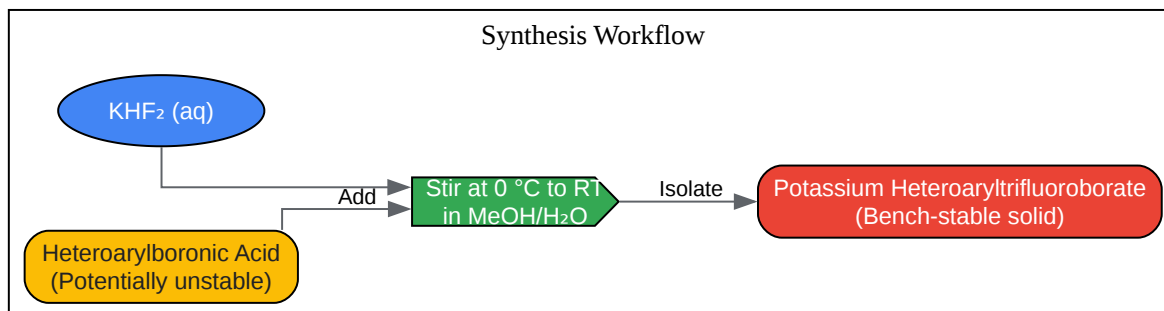 Synthesis Workflow
KHF₂ (aq)
Add
Heteroarylboronic Acid
(Potentially unstable)
Stir at 0 °C to RT
in MeOH/H₂O
Isolate
Potassium Heteroaryltrifluoroborate
(Bench-stable solid)